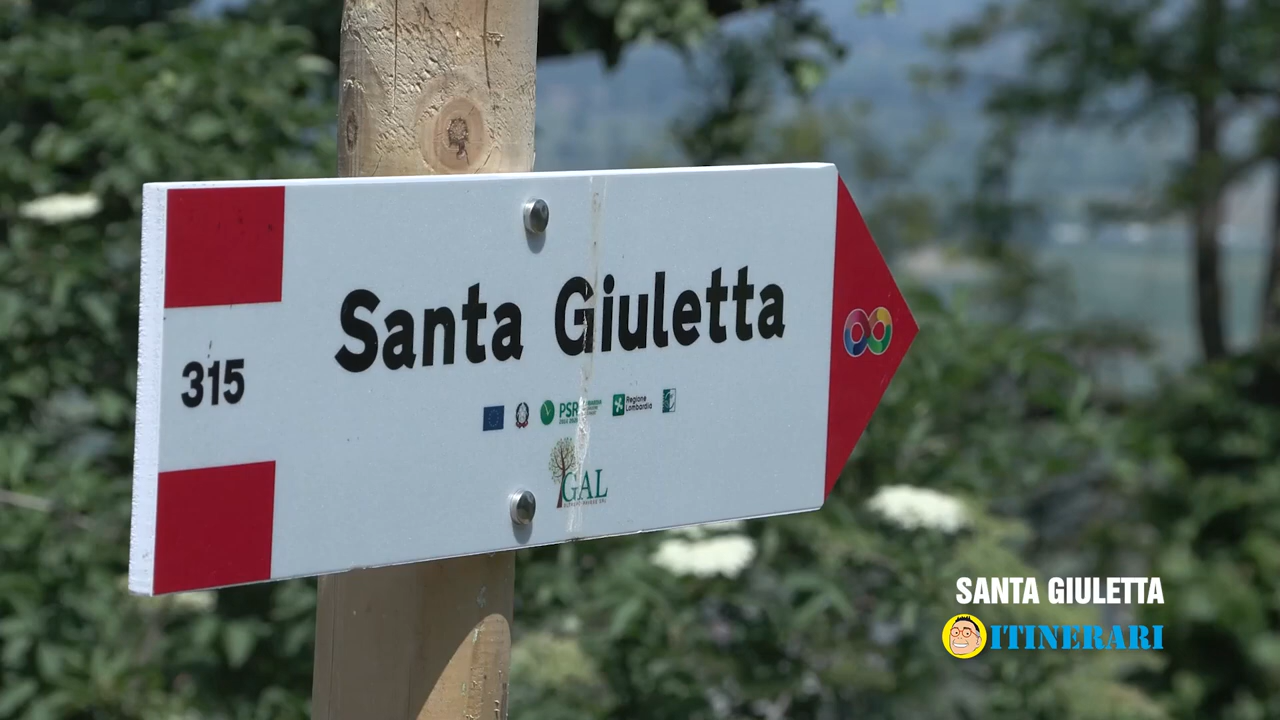 315
Santa Giuletta
PSR
Regione
Lombardia
GAL
SANTA GIULETTA
ITINERARI